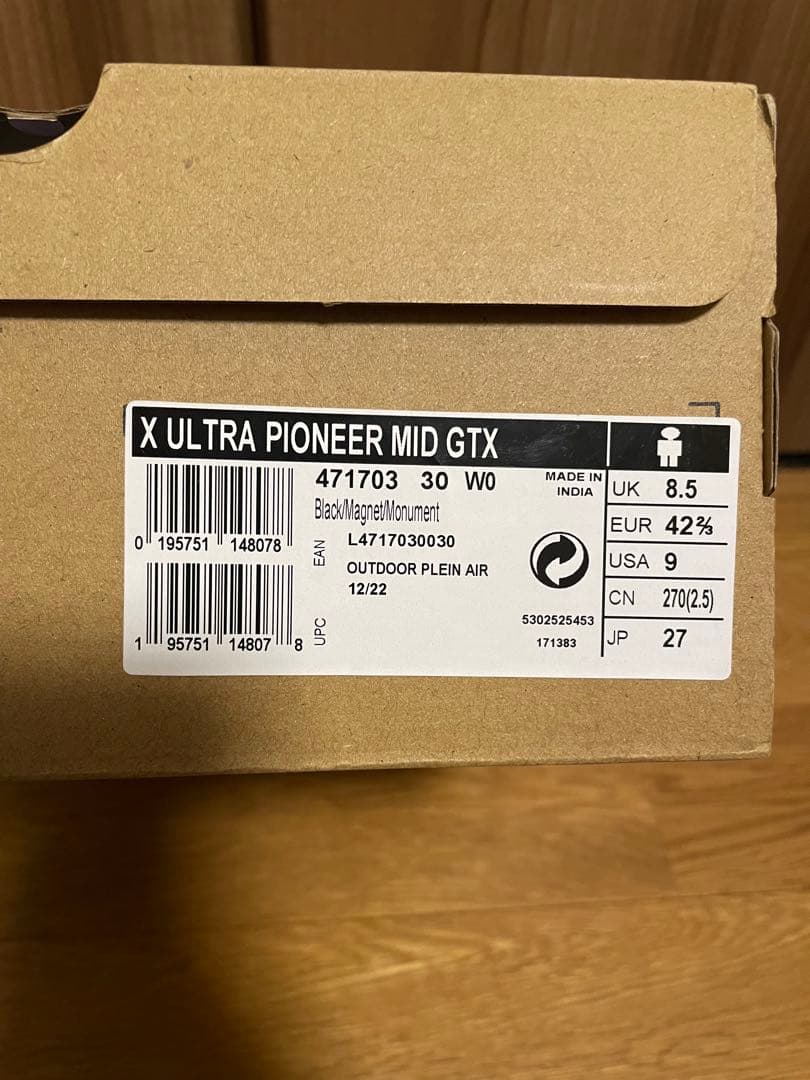 X ULTRA PIONEER MID GTX
471703 30 W0
MADE IN
INDIA
Black/Magnet/Monument
0 195751 148078
EAN
L4717030030
OUTDOOR PLEIN AIR
12/22
1 95751 14807 8
UPC
5302525453
171383
UK 8.5
EUR 42⅔
USA 9
CN 270(2.5)
JP 27